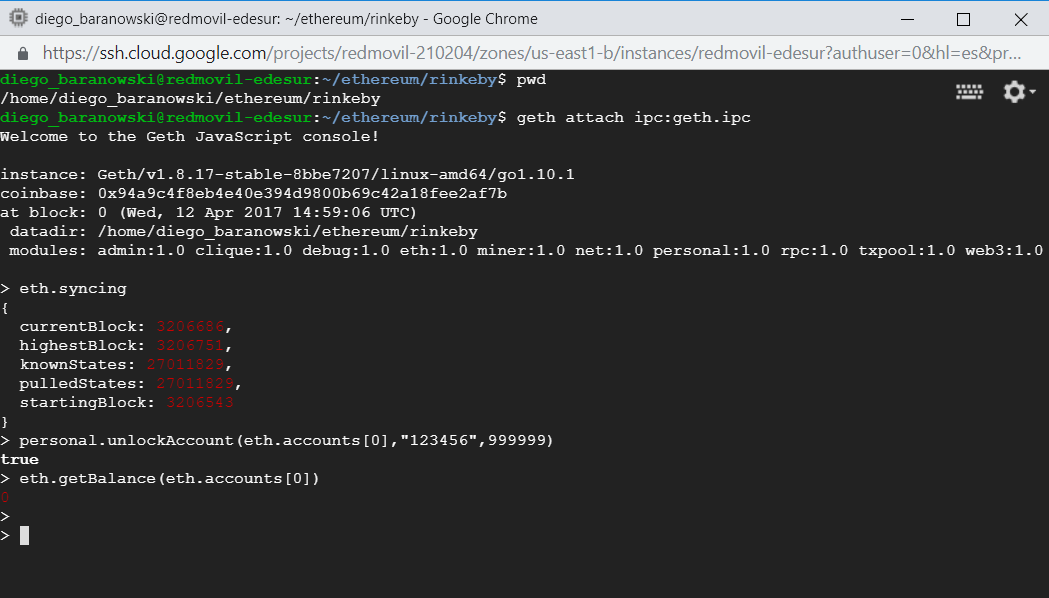 diego_baranowski@redmovil-edesur: ~/ethereum/rinkeby - Google Chrome
https://ssh.cloud.google.com/projects/redmovil-210204/zones/us-east1-b/instances/redmovil-edesur?authuser=0&hl=es&pr...
diego_baranowski@redmovil-edesur:~/ethereum/rinkeby$ pwd
/home/diego_baranowski/ethereum/rinkeby
diego_baranowski@redmovil-edesur:~/ethereum/rinkeby$ geth attach ipc:geth.ipc
Welcome to the Geth JavaScript console!
instance: Geth/v1.8.17-stable-8bbe7207/linux-amd64/go1.10.1
coinbase: 0x94a9c4f8eb4e40e394d9800b69c42a18fee2af7b
at block: 0 (Wed, 12 Apr 2017 14:59:06 UTC)
datadir: /home/diego_baranowski/ethereum/rinkeby
modules: admin:1.0 clique:1.0 debug:1.0 eth:1.0 miner:1.0 net:1.0 personal:1.0 rpc:1.0 txpool:1.0 web3:1.0
> eth.syncing
{
currentBlock: 3206686,
highestBlock: 3206751,
knownStates: 27011829,
pulledStates: 27011829,
startingBlock: 3206543
}
> personal.unlockAccount(eth.accounts[0],"123456",999999)
true
> eth.getBalance(eth.accounts[0])
0
>
>